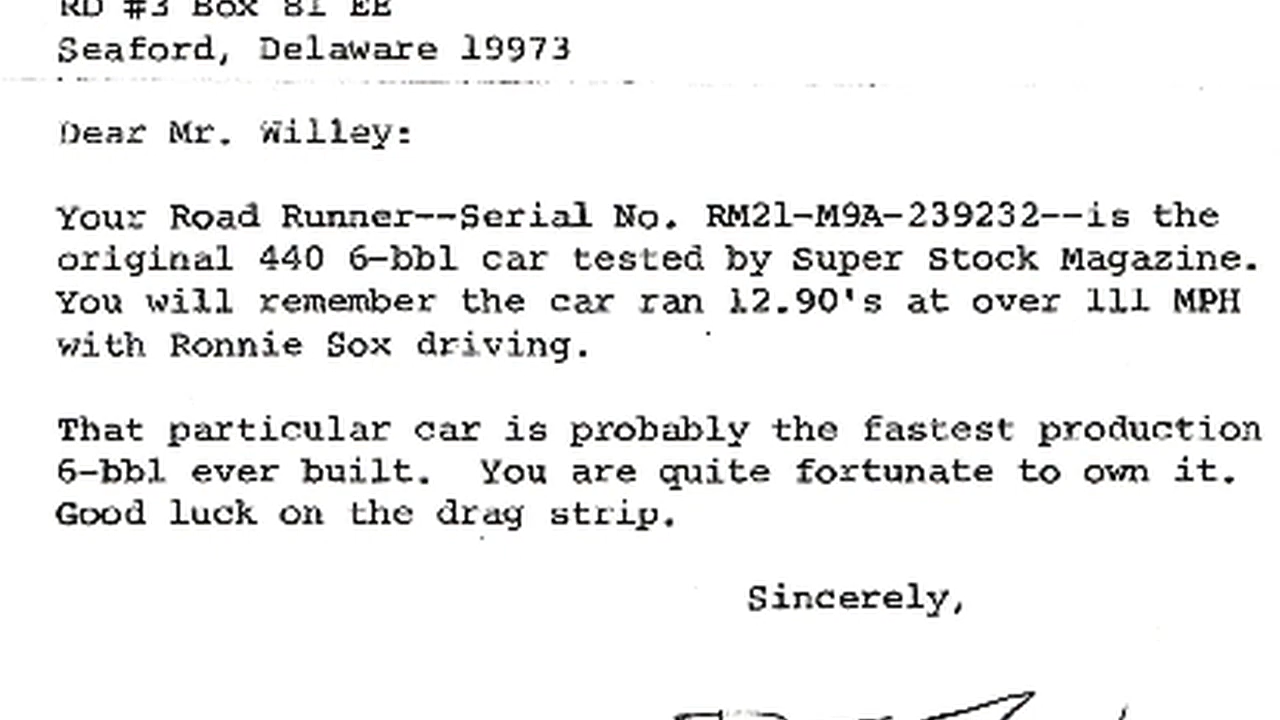 RD #3 Box 81 EE
Seaford, Delaware 19973
Dear Mr. Willey:
Your Road Runner--Serial No. RM21-M9A-239232--is the
original 440 6-bbl car tested by Super Stock Magazine.
You will remember the car ran 12.90's at over 111 MPH
with Ronnie Sox driving.
That particular car is probably the fastest production
6-bbl ever built. You are quite fortunate to own it.
Good luck on the drag strip.
Sincerely,